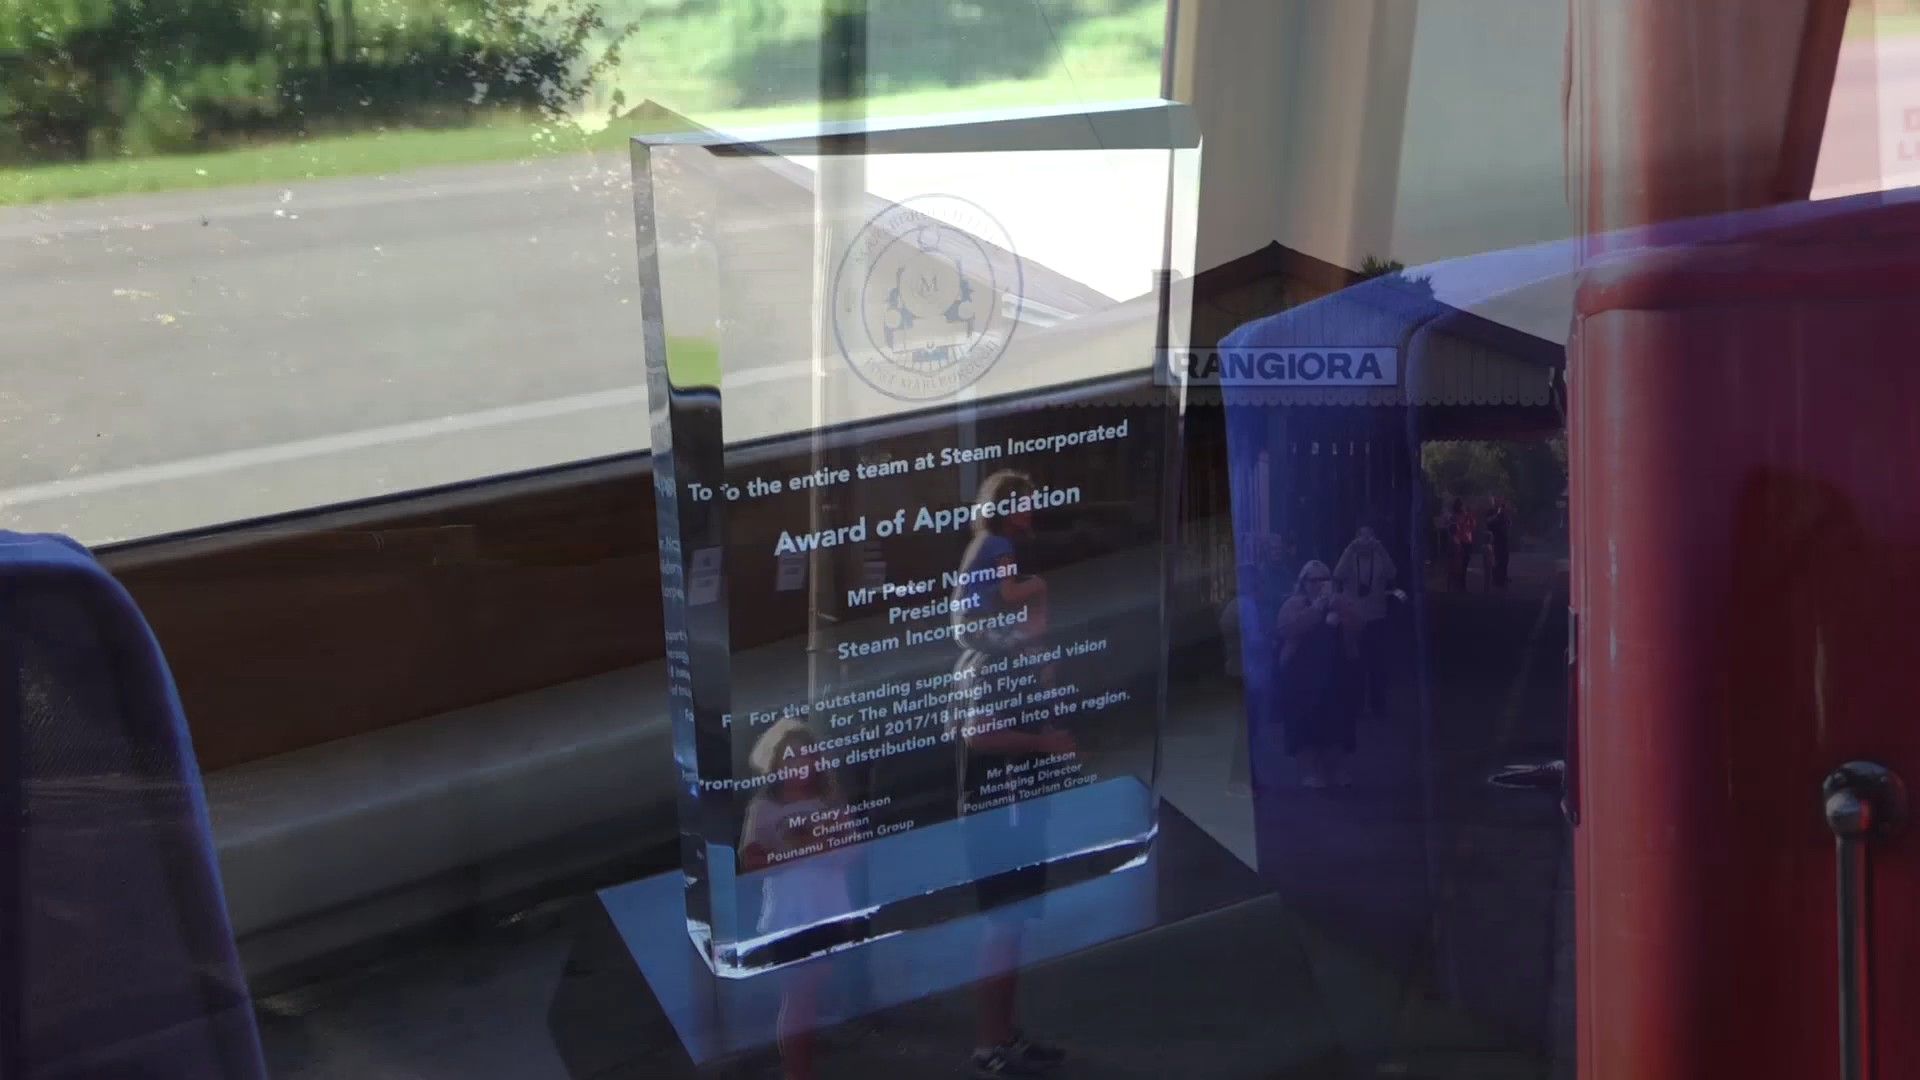 RANGIORA
To the entire team at Steam Incorporated
Award of Appreciation
Mr Peter Norman
President
Steam Incorporated
For the outstanding support and shared vision
for The Marlborough Flyer.
A successful 2017/18 inaugural season.
Promoting the distribution of tourism into the region.
Mr Gary Jackson
Chairman
Pounamu Tourism Group
Mr Paul Jackson
Managing Director
Pounamu Tourism Group